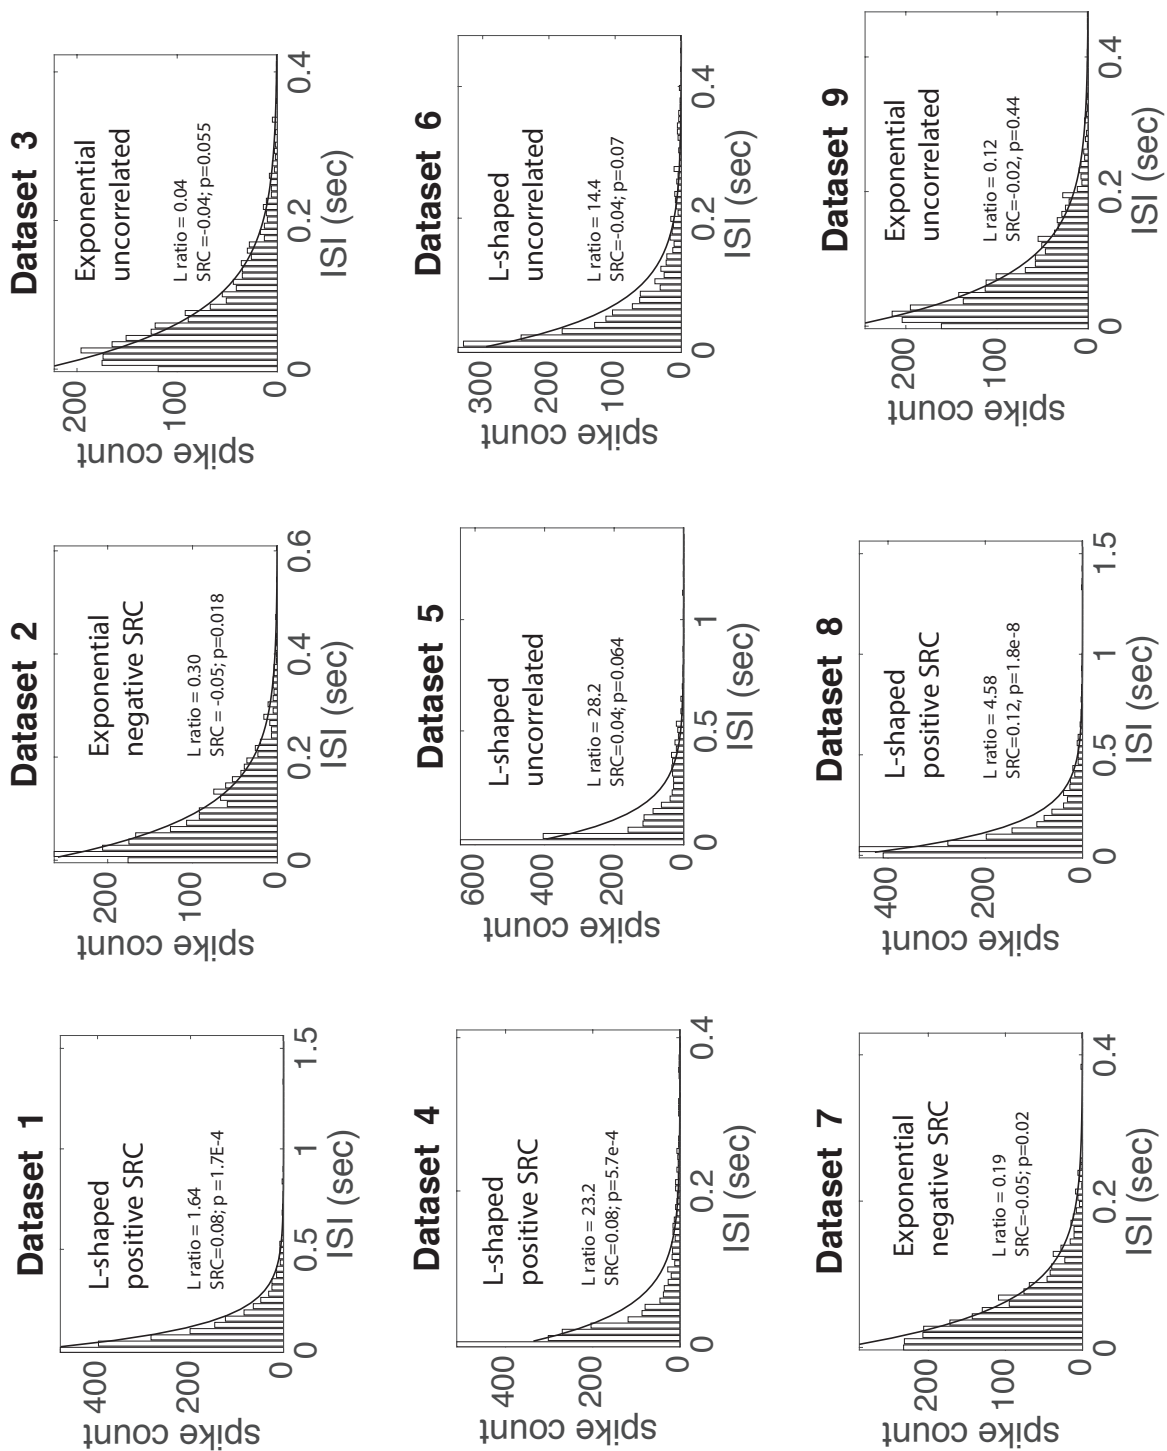 Dataset 1
L-shaped
positive SRC
L ratio = 1.64
SRC=0.08; p =1.7E-4
400
200
0
spike count
0
0.5
1
1.5
ISI (sec)
Dataset 2
Exponential
negative SRC
L ratio = 0.30
SRC = -0.05; p=0.018
200
100
0
spike count
0
0.2
0.4
0.6
ISI (sec)
Dataset 3
Exponential
uncorrelated
L ratio = 0.04
SRC =-0.04; p=0.055
200
100
0
spike count
0
0.2
0.4
ISI (sec)
Dataset 4
L-shaped
positive SRC
L ratio = 23.2
SRC=0.08; p=5.7e-4
400
200
0
spike count
0
0.2
0.4
ISI (sec)
Dataset 5
L-shaped
uncorrelated
L ratio = 28.2
SRC=0.04; p=0.064
600
400
200
0
spike count
0
0.5
1
ISI (sec)
Dataset 6
L-shaped
uncorrelated
L ratio = 14.4
SRC=-0.04; p=0.07
300
200
100
0
spike count
0
0.2
0.4
ISI (sec)
Dataset 7
Exponential
negative SRC
L ratio = 0.19
SRC=-0.05; p=0.02
200
100
0
spike count
0
0.2
0.4
ISI (sec)
Dataset 8
L-shaped
positive SRC
L ratio = 4.58
SRC=0.12, p=1.8e-8
400
200
0
spike count
0
0.5
1
1.5
ISI (sec)
Dataset 9
Exponential
uncorrelated
L ratio = 0.12
SRC=-0.02, p=0.44
200
100
0
spike count
0
0.2
0.4
ISI (sec)